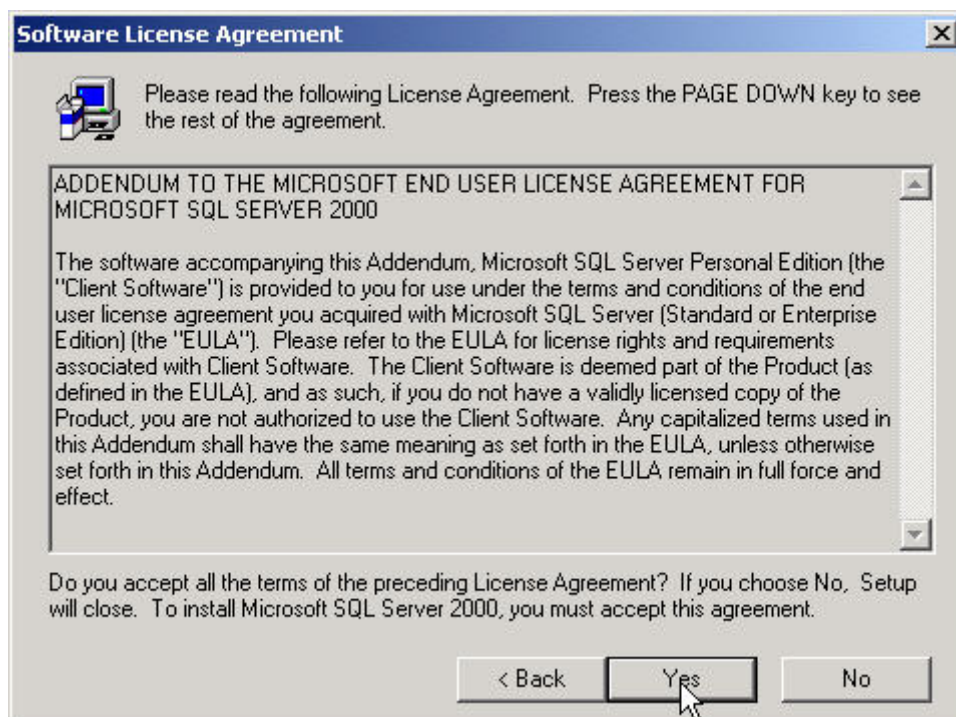 Software License Agreement
Please read the following License Agreement. Press the PAGE DOWN key to see
the rest of the agreement.
ADDENDUM TO THE MICROSOFT END USER LICENSE AGREEMENT FOR
MICROSOFT SQL SERVER 2000
The software accompanying this Addendum, Microsoft SQL Server Personal Edition (the
"Client Software") is provided to you for use under the terms and conditions of the end
user license agreement you acquired with Microsoft SQL Server (Standard or Enterprise
Edition) (the "EULA"). Please refer to the EULA for license rights and requirements
associated with Client Software. The Client Software is deemed part of the Product (as
defined in the EULA), and as such, if you do not have a validly licensed copy of the
Product, you are not authorized to use the Client Software. Any capitalized terms used in
this Addendum shall have the same meaning as set forth in the EULA, unless otherwise
set forth in this Addendum. All terms and conditions of the EULA remain in full force and
effect.
Do you accept all the terms of the preceding License Agreement? If you choose No, Setup
will close. To install Microsoft SQL Server 2000, you must accept this agreement.
< Back Yes No